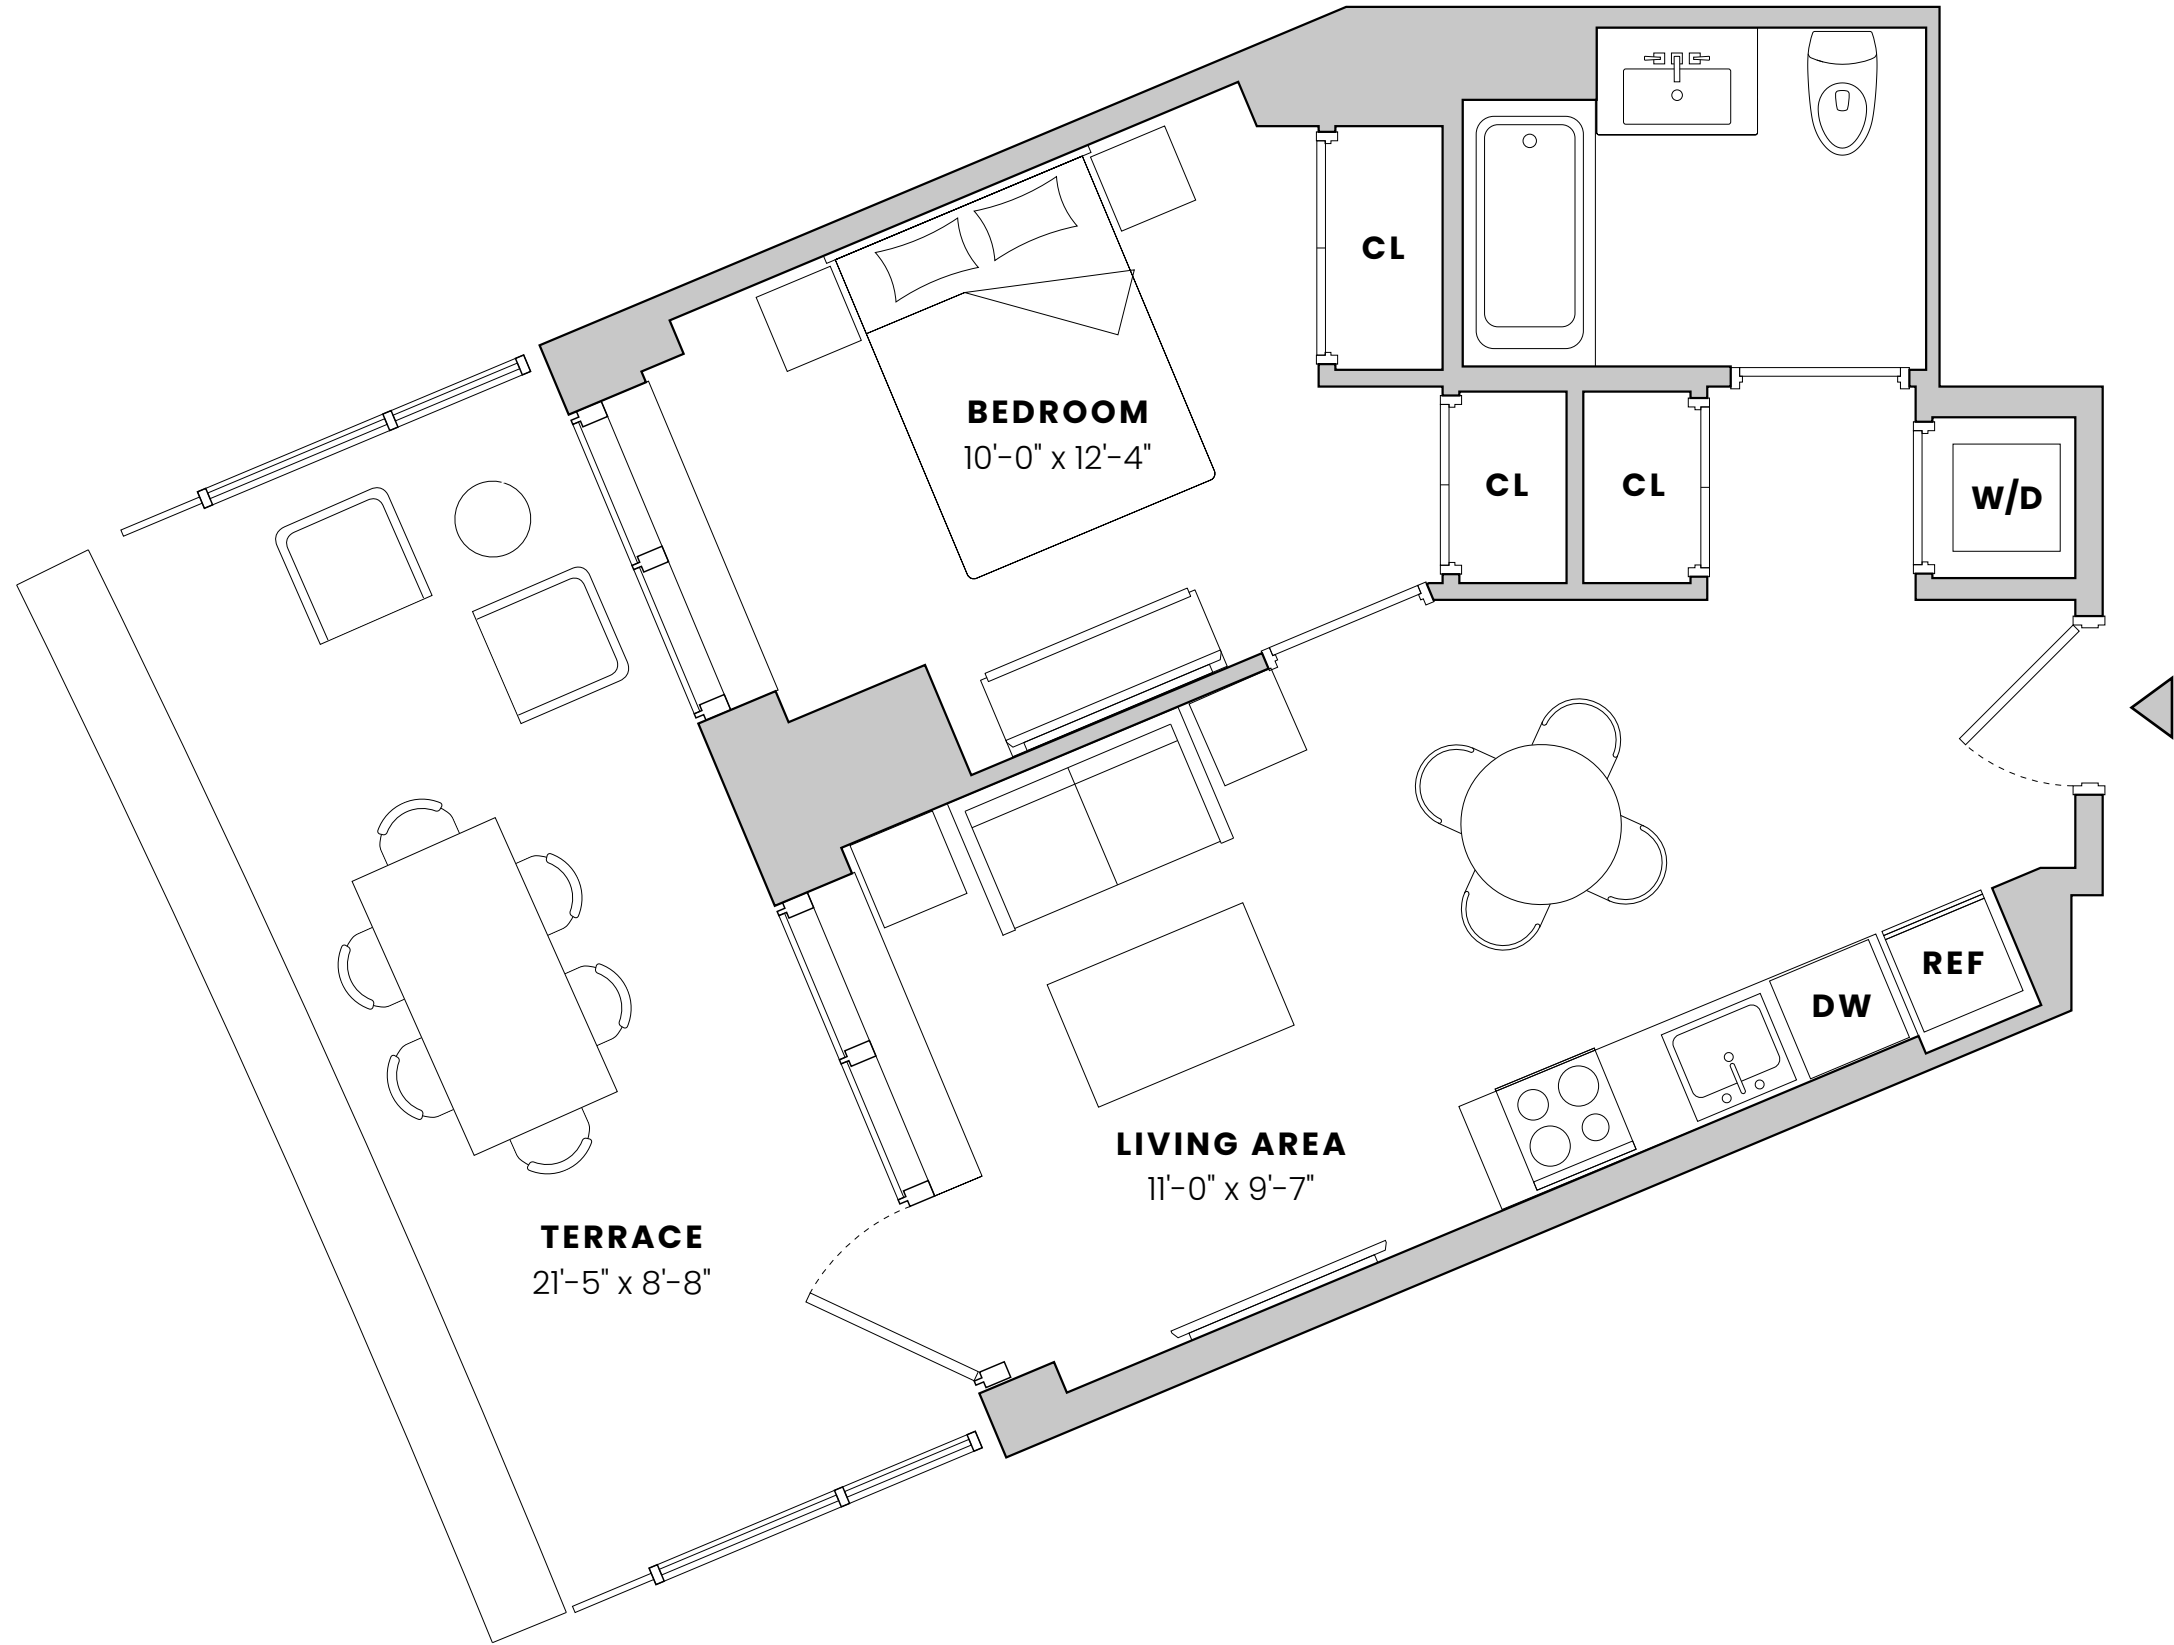 CL
BEDROOM
10'-0" x 12'-4"
CL
CL
W/D
REF
DW
LIVING AREA
11'-0" x 9'-7"
TERRACE
21'-5" x 8'-8"